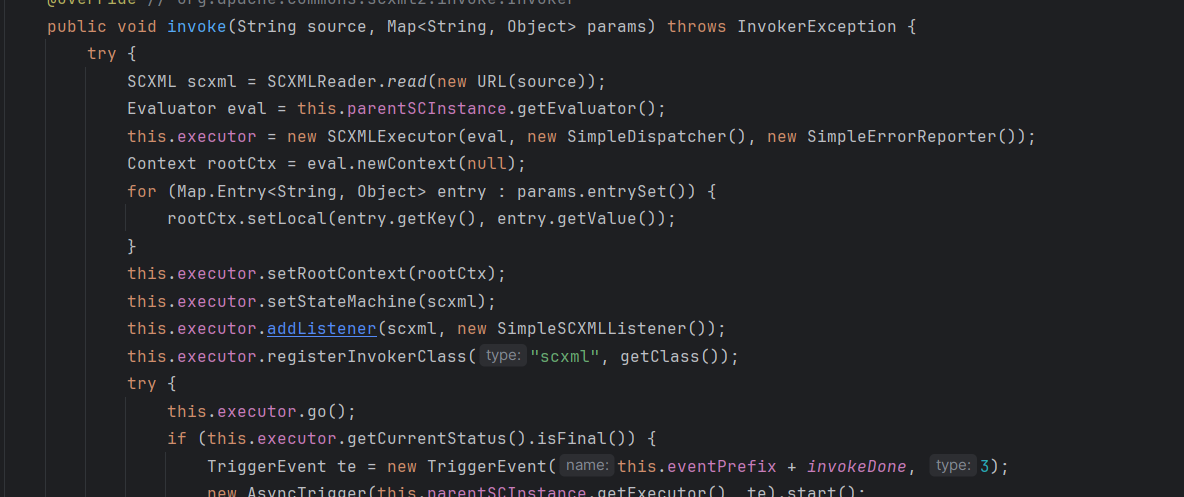 @Override // org.apache.commons.scxml2.invoke.Invoker
public void invoke(String source, Map<String, Object> params) throws InvokerException {
try {
SCXML scxml = SCXMLReader.read(new URL(source));
Evaluator eval = this.parentSCInstance.getEvaluator();
this.executor = new SCXMLExecutor(eval, new SimpleDispatcher(), new SimpleErrorReporter());
Context rootCtx = eval.newContext(null);
for (Map.Entry<String, Object> entry : params.entrySet()) {
rootCtx.setLocal(entry.getKey(), entry.getValue());
}
this.executor.setRootContext(rootCtx);
this.executor.setStateMachine(scxml);
this.executor.addListener(scxml, new SimpleSCXMLListener());
this.executor.registerInvokerClass( type: "scxml", getClass());
try {
this.executor.go();
if (this.executor.getCurrentStatus().isFinal()) {
TriggerEvent te = new TriggerEvent( name: this.eventPrefix + invokeDone, type: 3);
new AsyncTrigger(this.parentSCInstance.getExecutor(), te).start();